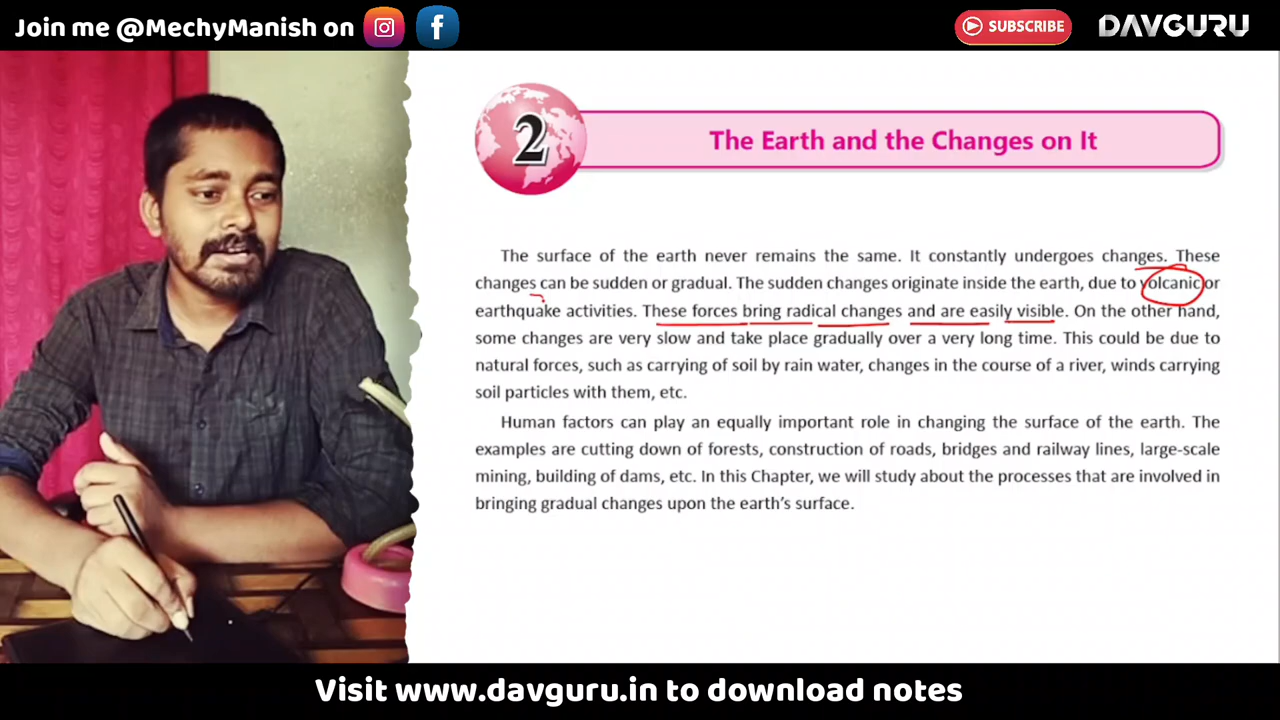 Join me @MechyManish on
SUBSCRIBE
DAVGURU
2
The Earth and the Changes on It
The surface of the earth never remains the same. It constantly undergoes changes. These
changes can be sudden or gradual. The sudden changes originate inside the earth, due to volcanic or
earthquake activities. These forces bring radical changes and are easily visible. On the other hand,
some changes are very slow and take place gradually over a very long time. This could be due to
natural forces, such as carrying of soil by rain water, changes in the course of a river, winds carrying
soil particles with them, etc.
Human factors can play an equally important role in changing the surface of the earth. The
examples are cutting down of forests, construction of roads, bridges and railway lines, large-scale
mining, building of dams, etc. In this Chapter, we will study about the processes that are involved in
bringing gradual changes upon the earth's surface.
Visit www.davguru.in to download notes